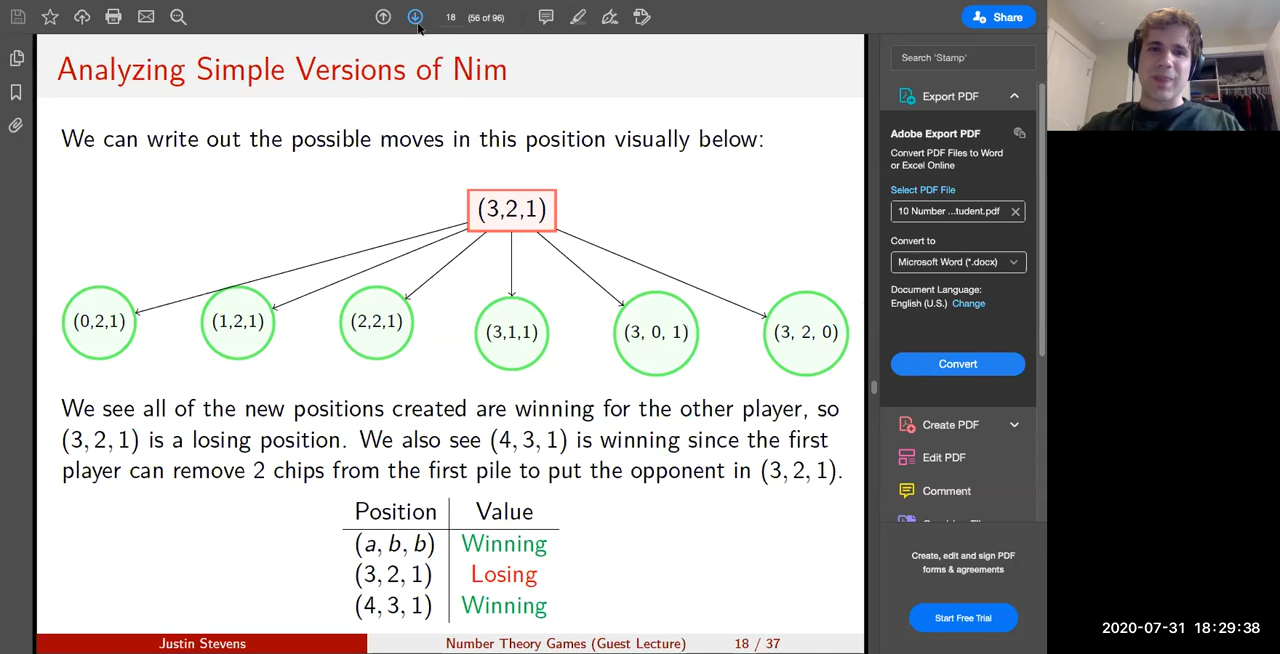 18 (56 of 96)
Share
Analyzing Simple Versions of Nim
We can write out the possible moves in this position visually below:
(3,2,1)
(0,2,1) (1,2,1) (2,2,1) (3,1,1) (3, 0, 1) (3, 2, 0)
We see all of the new positions created are winning for the other player, so
(3, 2, 1) is a losing position. We also see (4, 3, 1) is winning since the first
player can remove 2 chips from the first pile to put the opponent in (3, 2, 1).
Position Value
(a, b, b) Winning
(3, 2, 1) Losing
(4, 3, 1) Winning
Justin Stevens Number Theory Games (Guest Lecture) 18 / 37
Search 'Stamp'
Export PDF
Adobe Export PDF
Convert PDF Files to Word
or Excel Online
Select PDF File
10 Number ...tudent.pdf
Convert to
Microsoft Word (*.docx)
Document Language:
English (U.S.) Change
Convert
Create PDF
Edit PDF
Comment
Create, edit and sign PDF
forms & agreements
Start Free Trial
2020-07-31 18:29:38